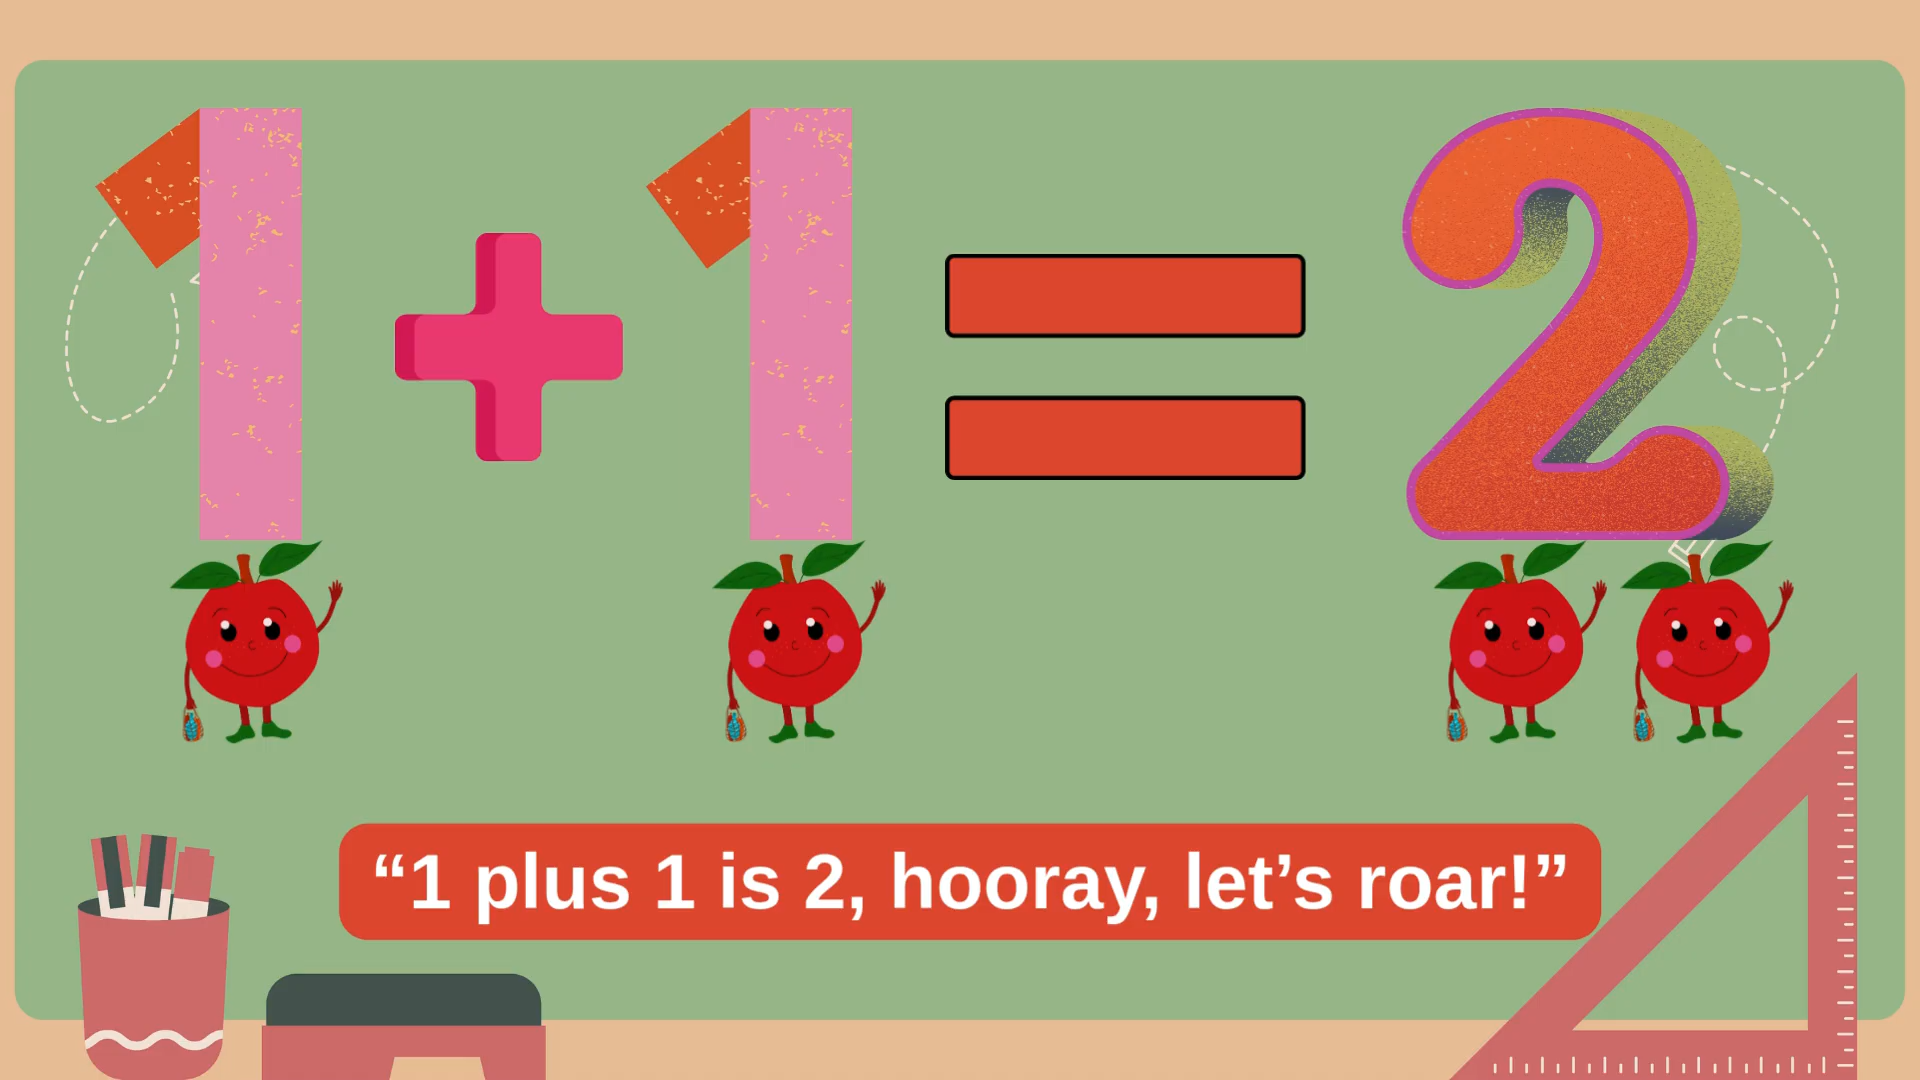 1 + 1 = 2
“1 plus 1 is 2, hooray, let’s roar!”